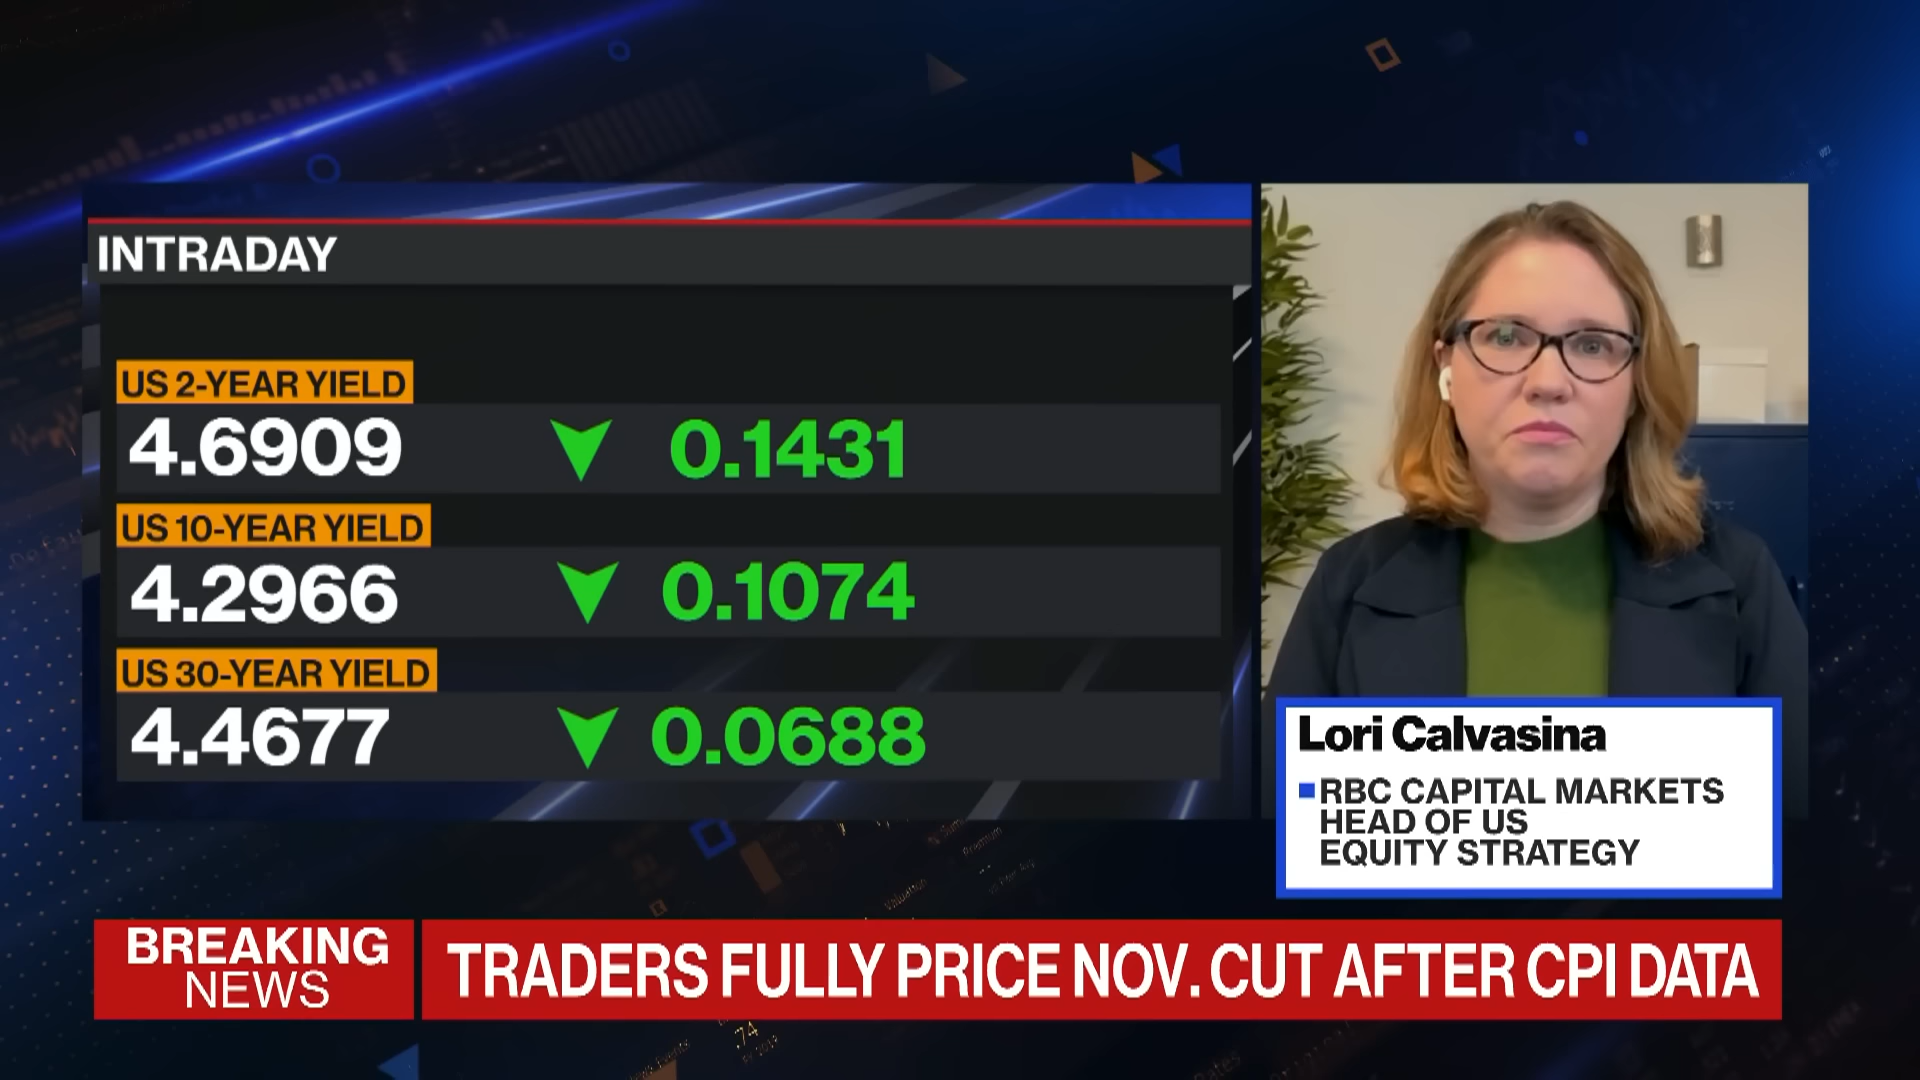 INTRADAY
US 2-YEAR YIELD
4.6909 ▼ 0.1431
US 10-YEAR YIELD
4.2966 ▼ 0.1074
US 30-YEAR YIELD
4.4677 ▼ 0.0688
Lori Calvasina
RBC CAPITAL MARKETS
HEAD OF US
EQUITY STRATEGY
Valuation
BREAKING
NEWS
TRADERS FULLY PRICE NOV. CUT AFTER CPI DATA